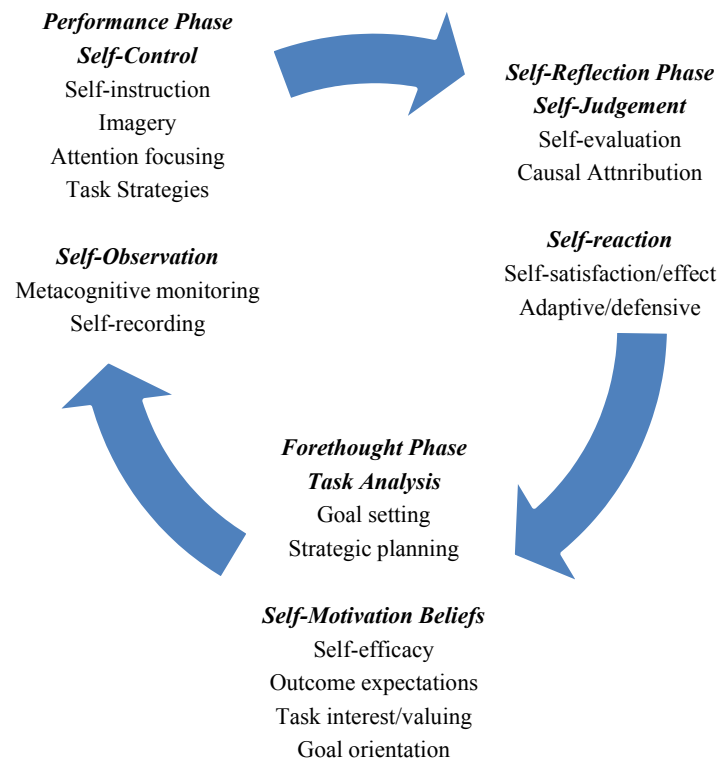 Performance Phase
Self-Control
Self-instruction
Imagery
Attention focusing
Task Strategies
Self-Observation
Metacognitive monitoring
Self-recording
Self-Reflection Phase
Self-Judgement
Self-evaluation
Causal Attnribution
Self-reaction
Self-satisfaction/effect
Adaptive/defensive
Forethought Phase
Task Analysis
Goal setting
Strategic planning
Self-Motivation Beliefs
Self-efficacy
Outcome expectations
Task interest/valuing
Goal orientation